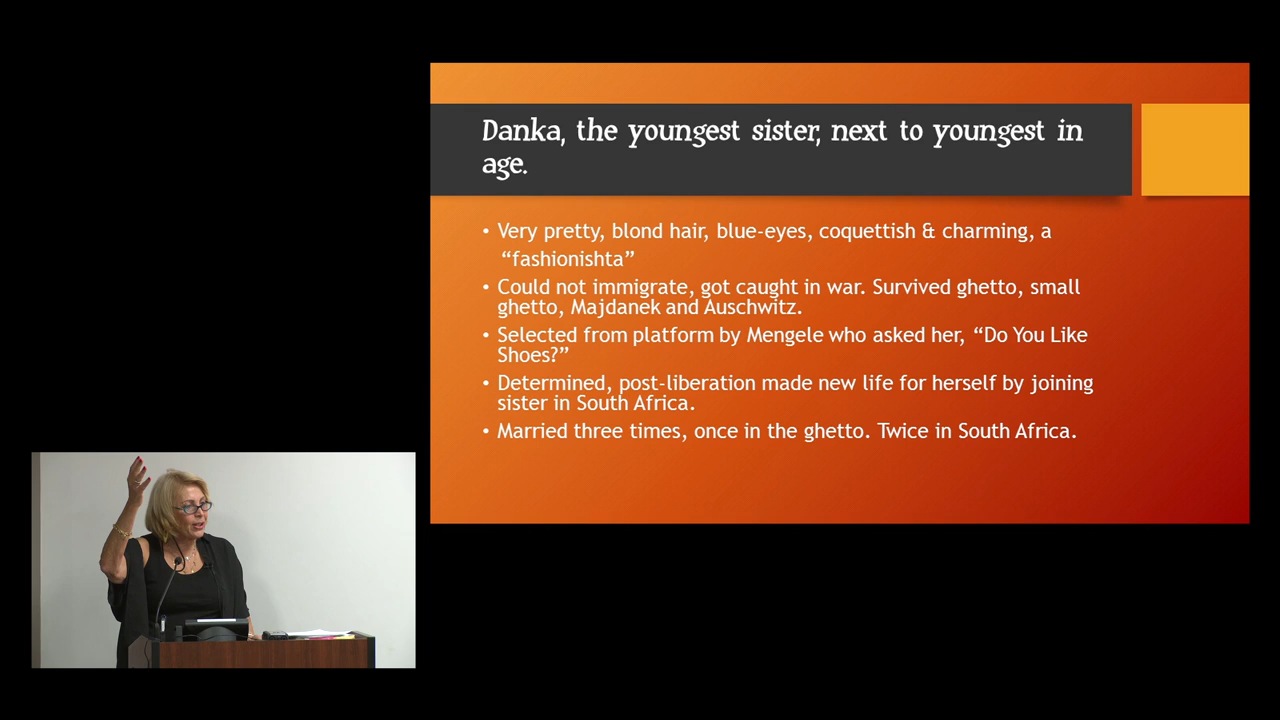 Danka, the youngest sister, next to youngest in
age.
• Very pretty, blond hair, blue-eyes, coquettish & charming, a
“fashionishta”
• Could not immigrate, got caught in war. Survived ghetto, small
ghetto, Majdanek and Auschwitz.
• Selected from platform by Mengele who asked her, “Do You Like
Shoes?”
• Determined, post-liberation made new life for herself by joining
sister in South Africa.
• Married three times, once in the ghetto. Twice in South Africa.